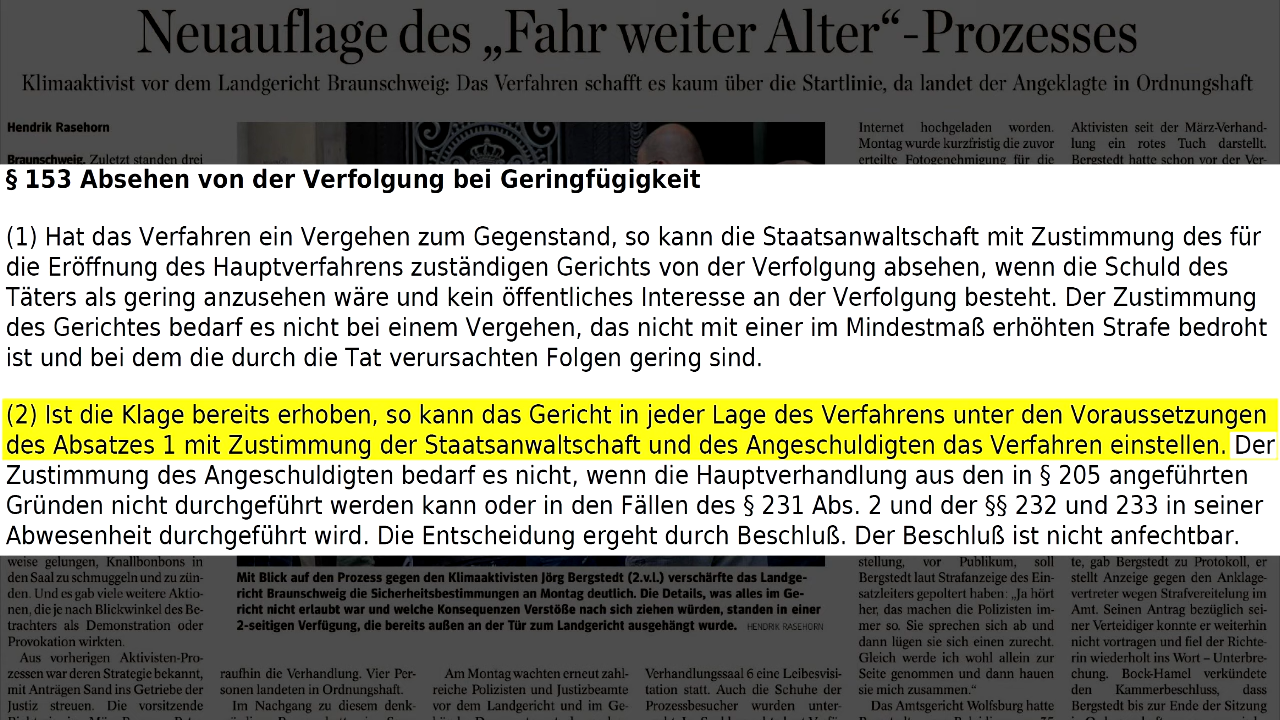 Neuauflage des „Fahr weiter Alter“-Prozesses
Klimaaktivist vor dem Landgericht Braunschweig: Das Verfahren schafft es kaum über die Startlinie, da landet der Angeklagte in Ordnungshaft
Hendrik Rasehorn
Braunschweig. Zuletzt standen drei
Internet hochgeladen worden.
Montag wurde kurzfristig die zuvor
erteilte Fotogenehmigung für die
Aktivisten seit der März-Verhand-
lung ein rotes Tuch darstellt.
Bergstedt hatte schon vor der Ver-
§ 153 Absehen von der Verfolgung bei Geringfügigkeit
(1) Hat das Verfahren ein Vergehen zum Gegenstand, so kann die Staatsanwaltschaft mit Zustimmung des für
die Eröffnung des Hauptverfahrens zuständigen Gerichts von der Verfolgung absehen, wenn die Schuld des
Täters als gering anzusehen wäre und kein öffentliches Interesse an der Verfolgung besteht. Der Zustimmung
des Gerichtes bedarf es nicht bei einem Vergehen, das nicht mit einer im Mindestmaß erhöhten Strafe bedroht
ist und bei dem die durch die Tat verursachten Folgen gering sind.
(2) Ist die Klage bereits erhoben, so kann das Gericht in jeder Lage des Verfahrens unter den Voraussetzungen
des Absatzes 1 mit Zustimmung der Staatsanwaltschaft und des Angeschuldigten das Verfahren einstellen. Der
Zustimmung des Angeschuldigten bedarf es nicht, wenn die Hauptverhandlung aus den in § 205 angeführten
Gründen nicht durchgeführt werden kann oder in den Fällen des § 231 Abs. 2 und der §§ 232 und 233 in seiner
Abwesenheit durchgeführt wird. Die Entscheidung ergeht durch Beschluß. Der Beschluß ist nicht anfechtbar.
weise gelungen, Knallbonbons in
den Saal zu schmuggeln und zu zün-
den. Und es gab viele weitere Aktio-
nen, die je nach Blickwinkel des Be-
trachters als Demonstration oder
Provokation wirkten.
Aus vorherigen Aktivisten-Pro-
zessen war deren Strategie bekannt,
mit Anträgen Sand ins Getriebe der
Justiz streuen. Die vorsitzende
Mit Blick auf den Prozess gegen den Klimaaktivisten Jörg Bergstedt (2.v.l.) verschärfte das Landge-
richt Braunschweig die Sicherheitsbestimmungen an Montag deutlich. Die Details, was alles im Ge-
richt nicht erlaubt war und welche Konsequenzen Verstöße nach sich ziehen würden, standen in einer
2-seitigen Verfügung, die bereits außen an der Tür zum Landgericht ausgehängt wurde. HENDRIK RASEHORN
raufhin die Verhandlung. Vier Per-
sonen landeten in Ordnungshaft.
Im Nachgang zu diesem denk-
Am Montag wachten erneut zahl-
reiche Polizisten und Justizbeamte
vor dem Landgericht und im Ge-
Verhandlungssaal 6 eine Leibesvisi-
tation statt. Auch die Schuhe der
Prozessbesucher wurden unter-
stellung, vor Publikum, soll
Bergstedt laut Strafanzeige des Ein-
satzleiters gepoltert haben: „Ja hört
her, das machen die Polizisten im-
mer so. Sie sprechen sich ab und
dann lügen sie sich einen zurecht.
Gleich werde ich wohl allein zur
Seite genommen und dann hauen
sie mich zusammen.“
Das Amtsgericht Wolfsburg hatte
te, gab Bergstedt zu Protokoll, er
stellt Anzeige gegen den Anklage-
vertreter wegen Strafvereitelung im
Amt. Seinen Antrag bezüglich sei-
ner Verteidiger konnte er weiterhin
nicht vortragen und fiel der Richte-
rin wiederholt ins Wort – Unterbre-
chung. Bock-Hamel verkündete
den Kammerbeschluss, dass
Bergstedt bis zur Ende der Sitzung